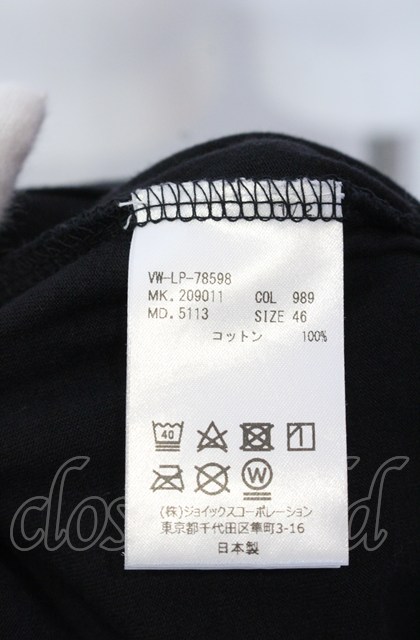 VW-LP-78598
MK. 209011 COL 989
MD. 5113 SIZE 46
コットン 100%
40
W
(株)ジョイックスコーポレーション
東京都千代田区隼町3-16
日本製